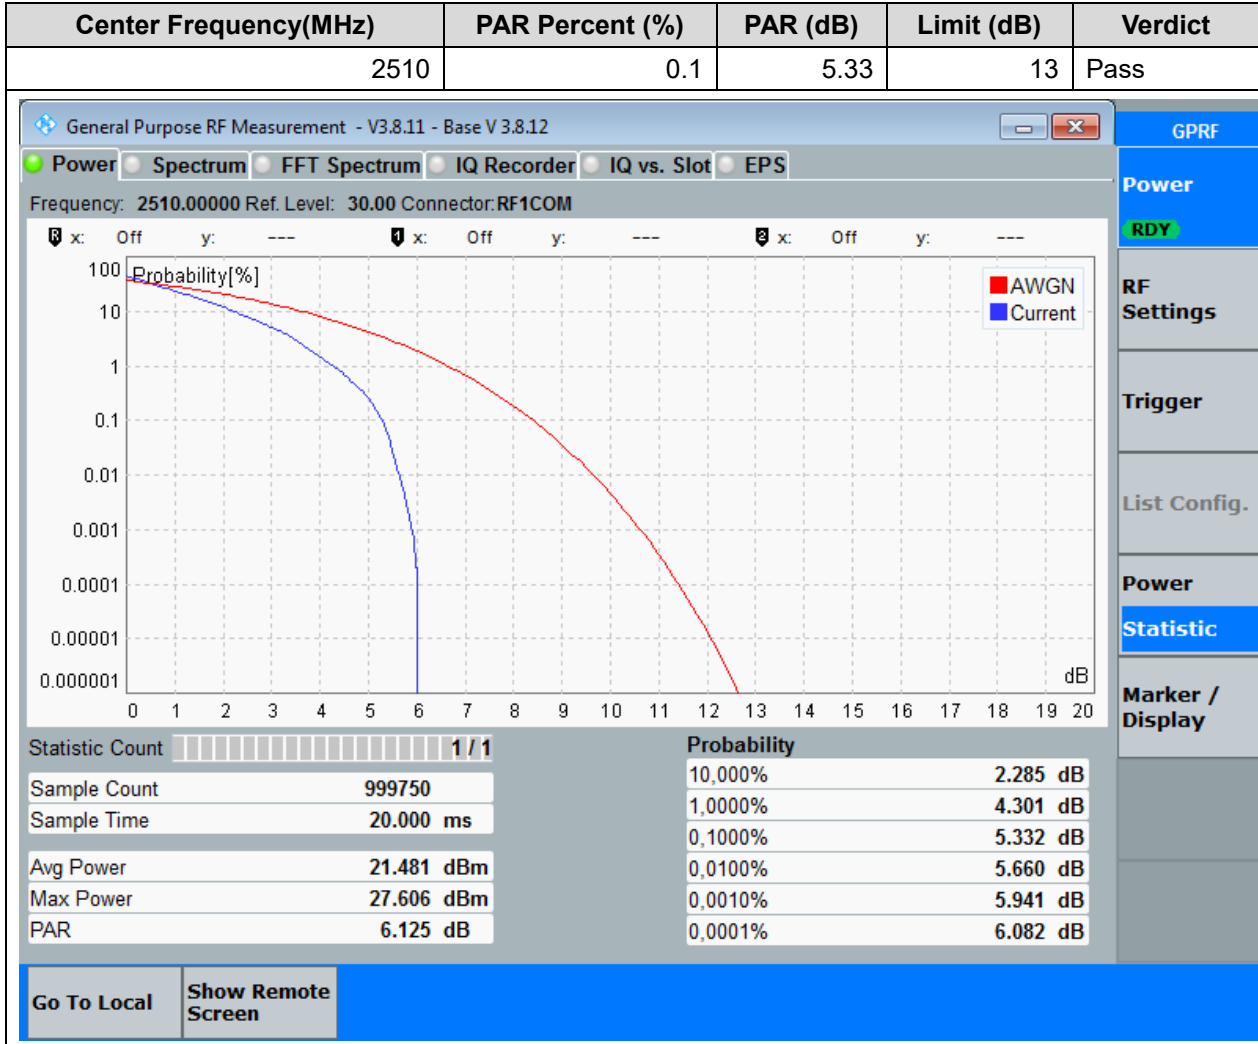 Center Frequency(MHz) PAR Percent (%) PAR (dB) Limit (dB) Verdict
2510 0.1 5.33 13 Pass
General Purpose RF Measurement - V3.8.11 - Base V 3.8.12
GPRF
Power Spectrum FFT Spectrum IQ Recorder IQ vs. Slot EPS
Power
RDY
Frequency: 2510.00000 Ref. Level: 30.00 Connector:RF1COM
R x: Off y: --- 1 x: Off y: --- 2 x: Off y: ---
Probability[%]
AWGN
Current
100
10
1
0.1
0.01
0.001
0.0001
0.00001
0.000001
dB
0 1 2 3 4 5 6 7 8 9 10 11 12 13 14 15 16 17 18 19 20
RF
Settings
Trigger
List Config.
Power
Statistic
Marker /
Display
Statistic Count 1 / 1
Sample Count 999750
Sample Time 20.000 ms
Avg Power 21.481 dBm
Max Power 27.606 dBm
PAR 6.125 dB
Probability
10,000% 2.285 dB
1,0000% 4.301 dB
0,1000% 5.332 dB
0,0100% 5.660 dB
0,0010% 5.941 dB
0,0001% 6.082 dB
Go To Local
Show Remote
Screen